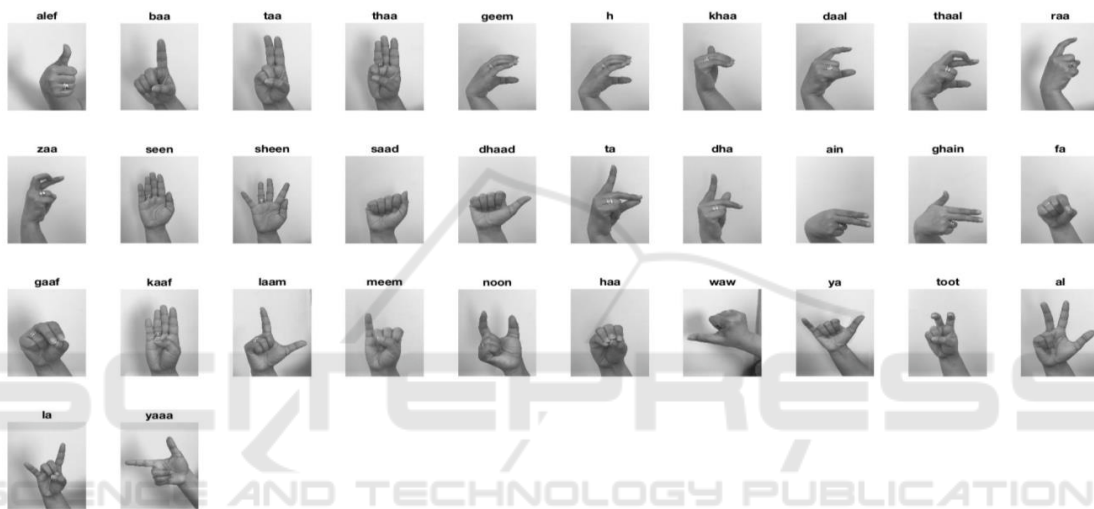 alef baa taa thaa geem h khaa daal thaal raa
zaa seen sheen saad dhaad ta dha ain ghain fa
gaaf kaaf laam meem noon haa waw ya toot al
la yaaa
SCITEPRESS
SCIENCE AND TECHNOLOGY PUBLICATION